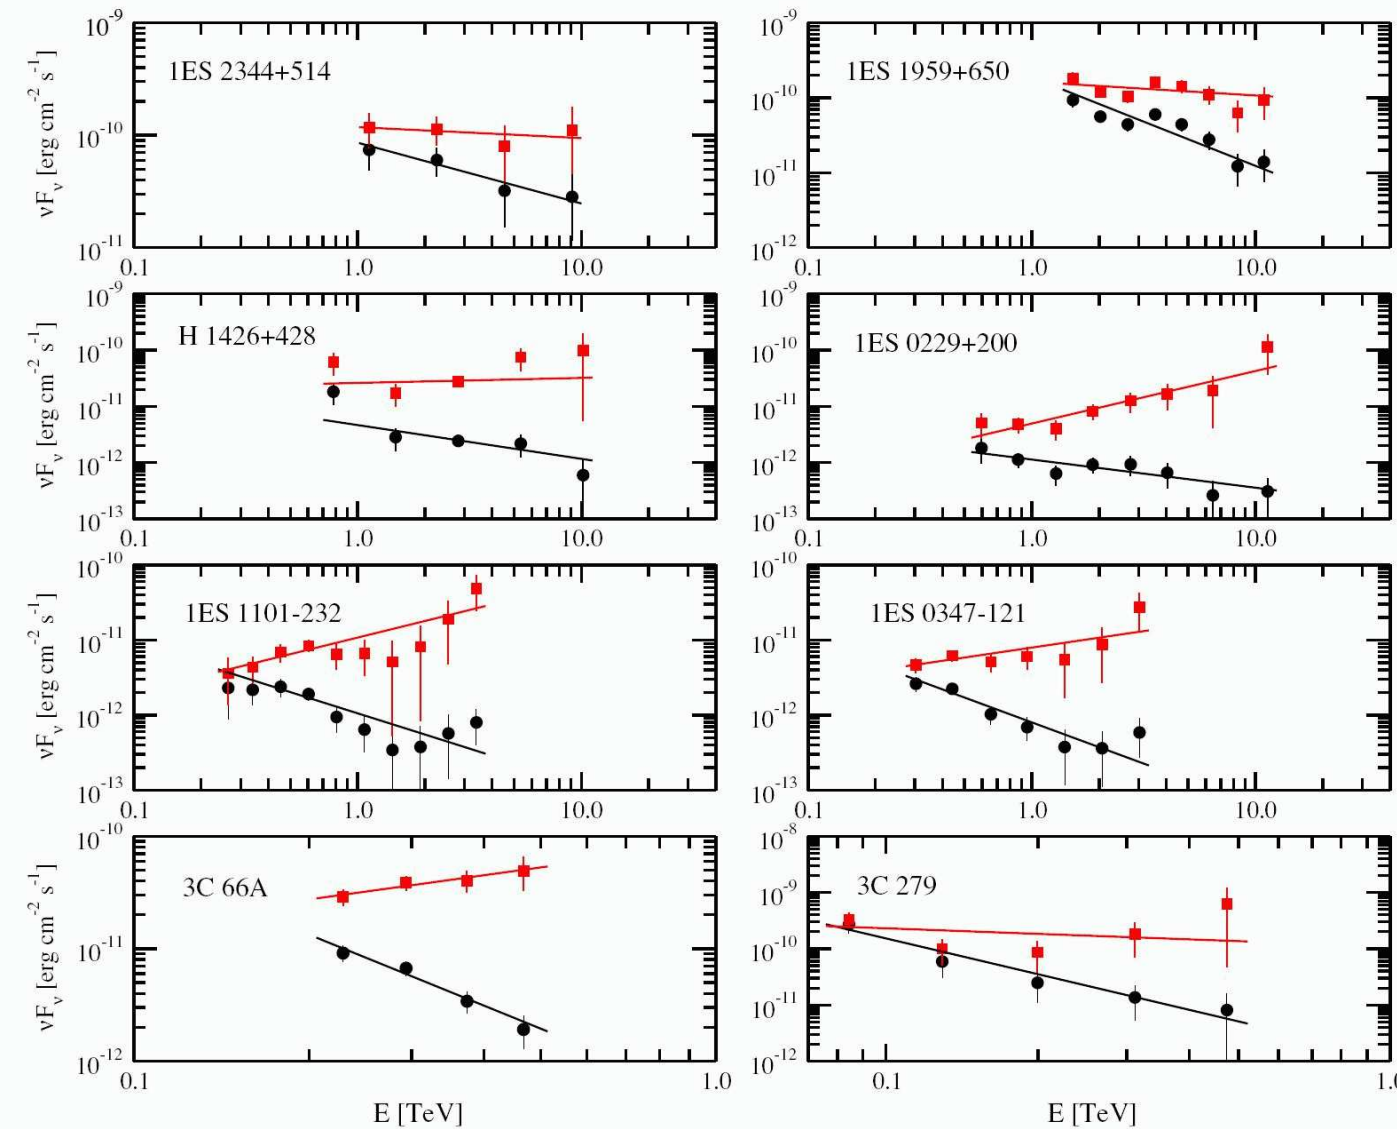 10⁻⁹
10⁻¹⁰
10⁻¹¹
νFν [erg cm⁻² s⁻¹]
1ES 2344+514
0.1 1.0 10.0
10⁻⁹
10⁻¹⁰
10⁻¹¹
10⁻¹²
1ES 1959+650
0.1 1.0 10.0
10⁻⁹
10⁻¹⁰
10⁻¹¹
10⁻¹²
10⁻¹³
νFν [erg cm⁻² s⁻¹]
H 1426+428
0.1 1.0 10.0
10⁻⁹
10⁻¹⁰
10⁻¹¹
10⁻¹²
10⁻¹³
1ES 0229+200
0.1 1.0 10.0
10⁻¹⁰
10⁻¹¹
10⁻¹²
10⁻¹³
νFν [erg cm⁻² s⁻¹]
1ES 1101-232
0.1 1.0 10.0
10⁻¹⁰
10⁻¹¹
10⁻¹²
10⁻¹³
1ES 0347-121
0.1 1.0 10.0
10⁻¹⁰
10⁻¹¹
10⁻¹²
νFν [erg cm⁻² s⁻¹]
3C 66A
0.1 1.0
E [TeV]
10⁻⁸
10⁻⁹
10⁻¹⁰
10⁻¹¹
10⁻¹²
3C 279
0.1 1.0
E [TeV]